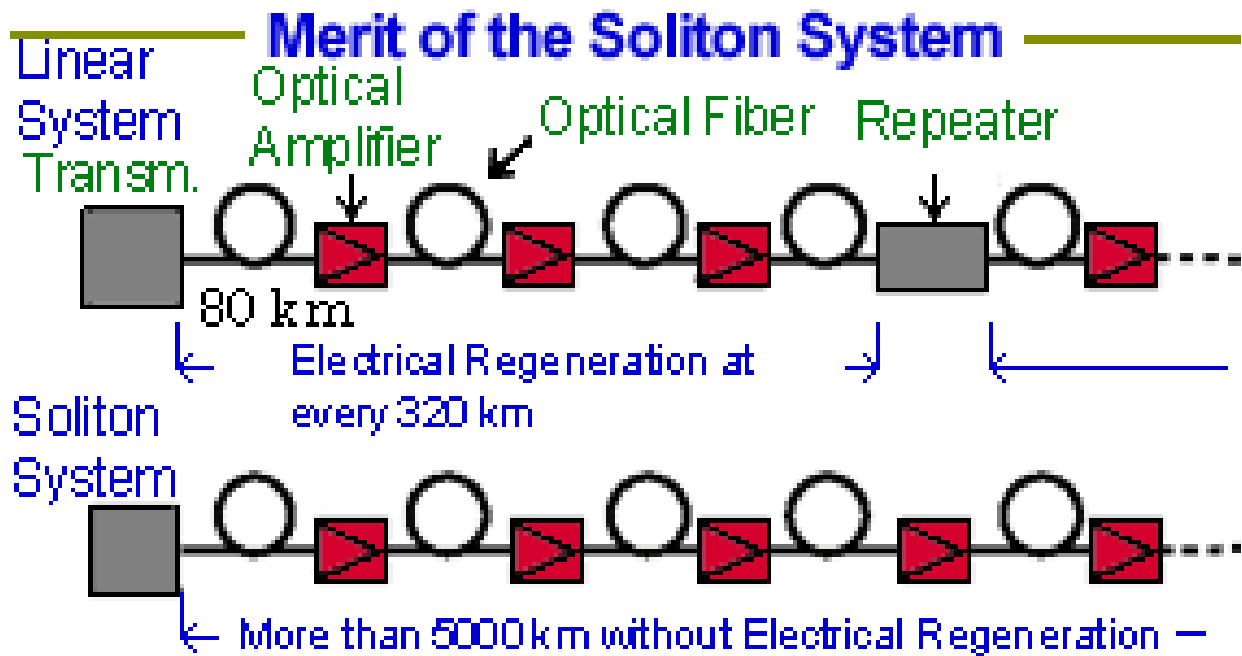 Merit of the Soliton System
Linear
System
Transm.
Optical
Amplifier
Optical Fiber
Repeater
80 km
Electrical Regeneration at
every 320 km
Soliton
System
More than 5000 km without Electrical Regeneration